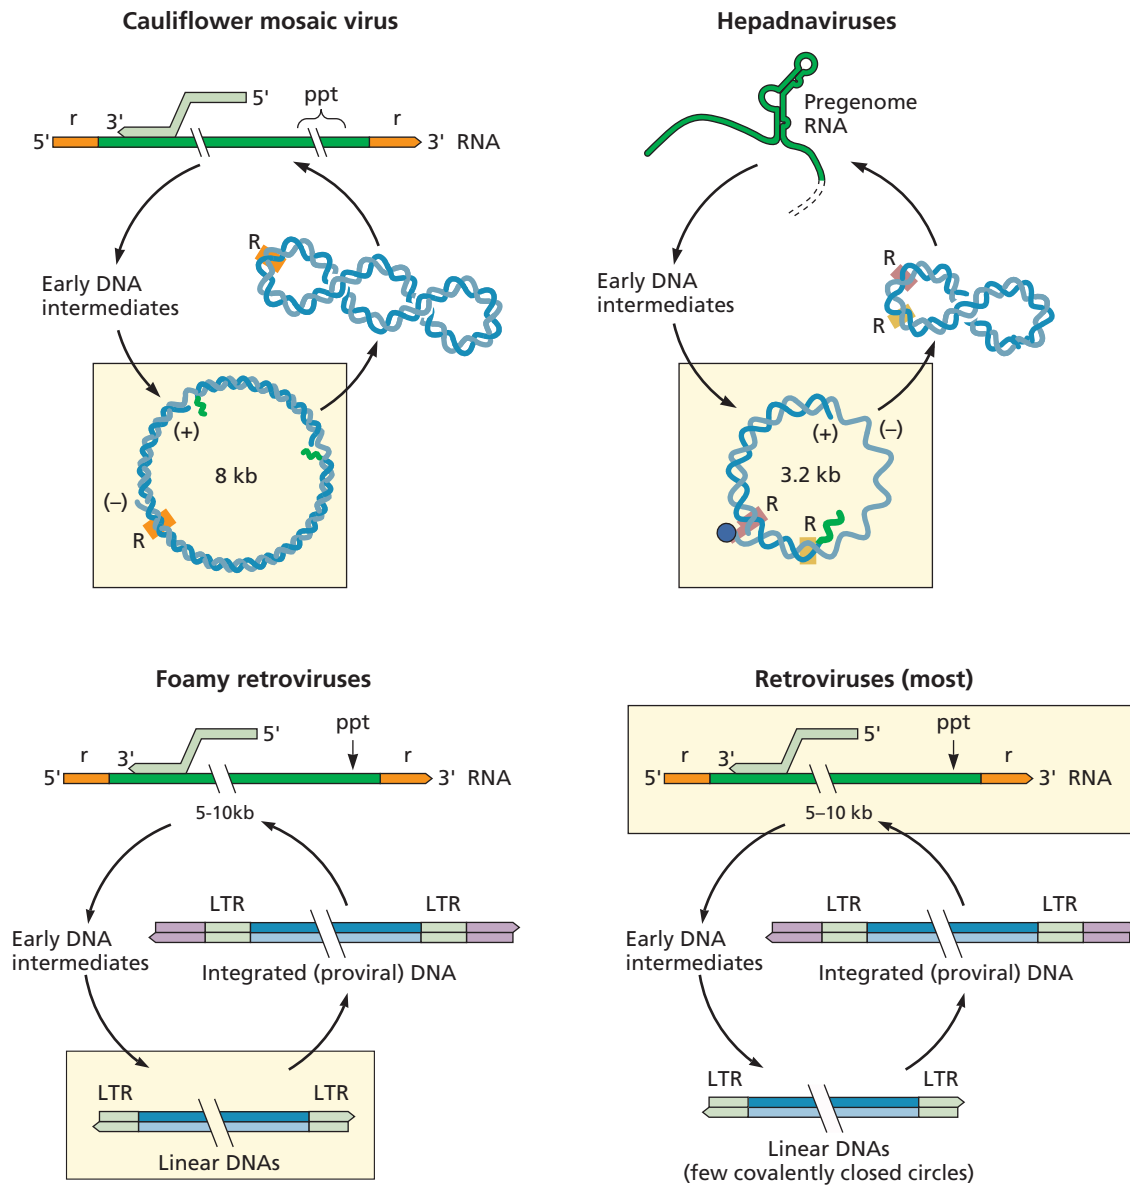 Cauliflower mosaic virus
5'
ppt
r
3'
r
5'
3' RNA
R
Early DNA
intermediates
(+)
8 kb
(–)
R
Hepadnaviruses
Pregenome
RNA
R
Early DNA
intermediates
R
(+)
(–)
3.2 kb
R
R
Foamy retroviruses
5'
ppt
r
3'
r
5'
3' RNA
5-10kb
LTR
LTR
Early DNA
intermediates
Integrated (proviral) DNA
LTR
LTR
Linear DNAs
Retroviruses (most)
5'
ppt
r
3'
r
5'
3' RNA
5–10 kb
LTR
LTR
Early DNA
intermediates
Integrated (proviral) DNA
LTR
LTR
Linear DNAs
(few covalently closed circles)